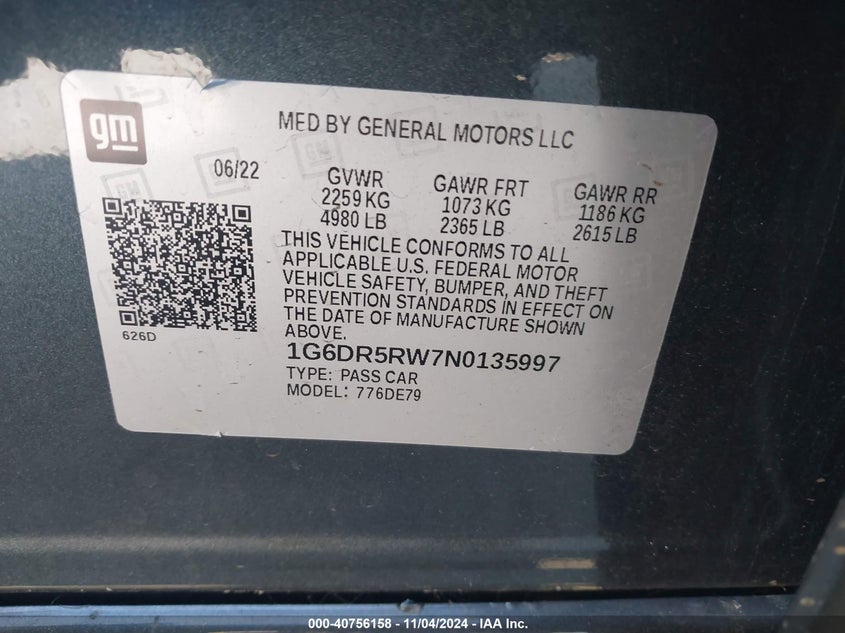 gm
MFD BY GENERAL MOTORS LLC
06/22
GVWR
2259 KG
4980 LB
GAWR FRT
1073 KG
2365 LB
GAWR RR
1186 KG
2615 LB
THIS VEHICLE CONFORMS TO ALL
APPLICABLE U.S. FEDERAL MOTOR
VEHICLE SAFETY, BUMPER, AND THEFT
PREVENTION STANDARDS IN EFFECT ON
THE DATE OF MANUFACTURE SHOWN
ABOVE.
626D
1G6DR5RW7N0135997
TYPE: PASS CAR
MODEL: 776DE79
000-40756158 - 11/04/2024 - IAA Inc.